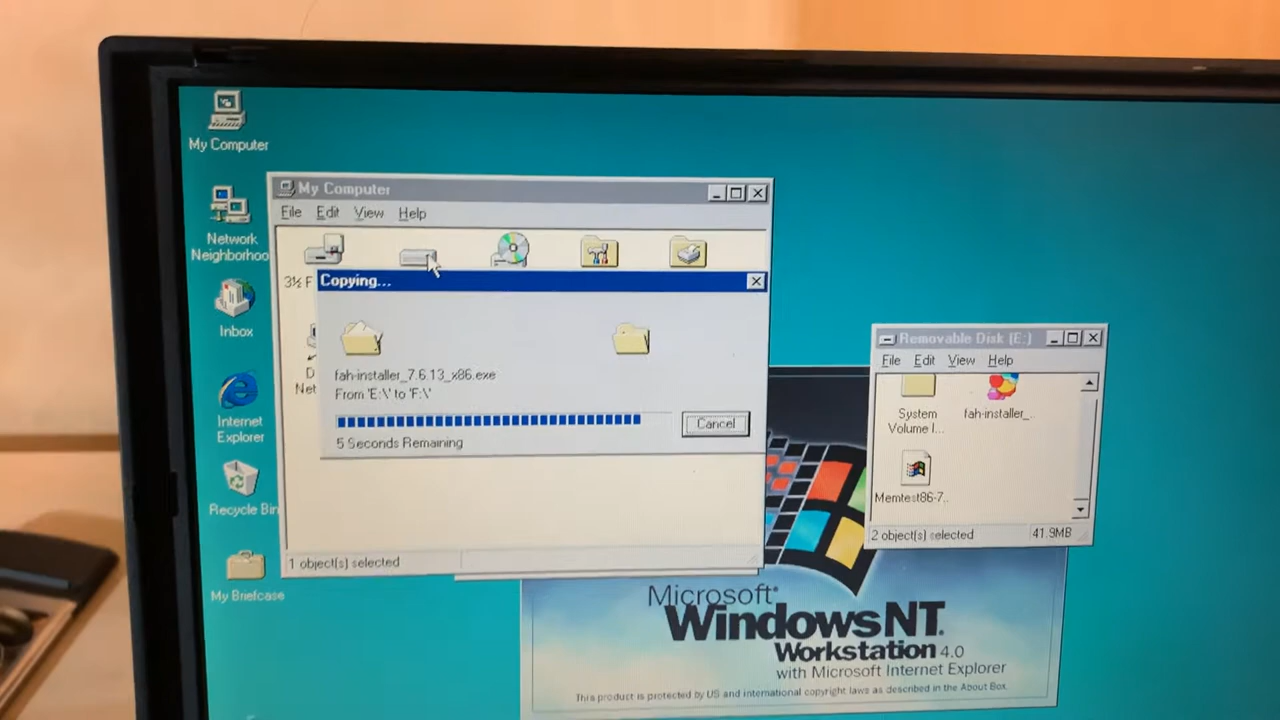 My Computer
Network
Neighborhoo
Inbox
Internet
Explorer
Recycle Bin
My Briefcase
My Computer
File Edit View Help
3½ F
D
Net
Copying...
fah-installer_7.6.13_x86.exe
From 'E:\' to 'F:\'
Cancel
5 Seconds Remaining
1 object(s) selected
Removable Disk (E:)
File Edit View Help
System
Volume I...
fah-installer_...
Memtest86-7...
2 object(s) selected 41.9MB
Microsoft®
Windows NT®
Workstation 4.0
with Microsoft Internet Explorer
This product is protected by US and international copyright laws as described in the About Box.